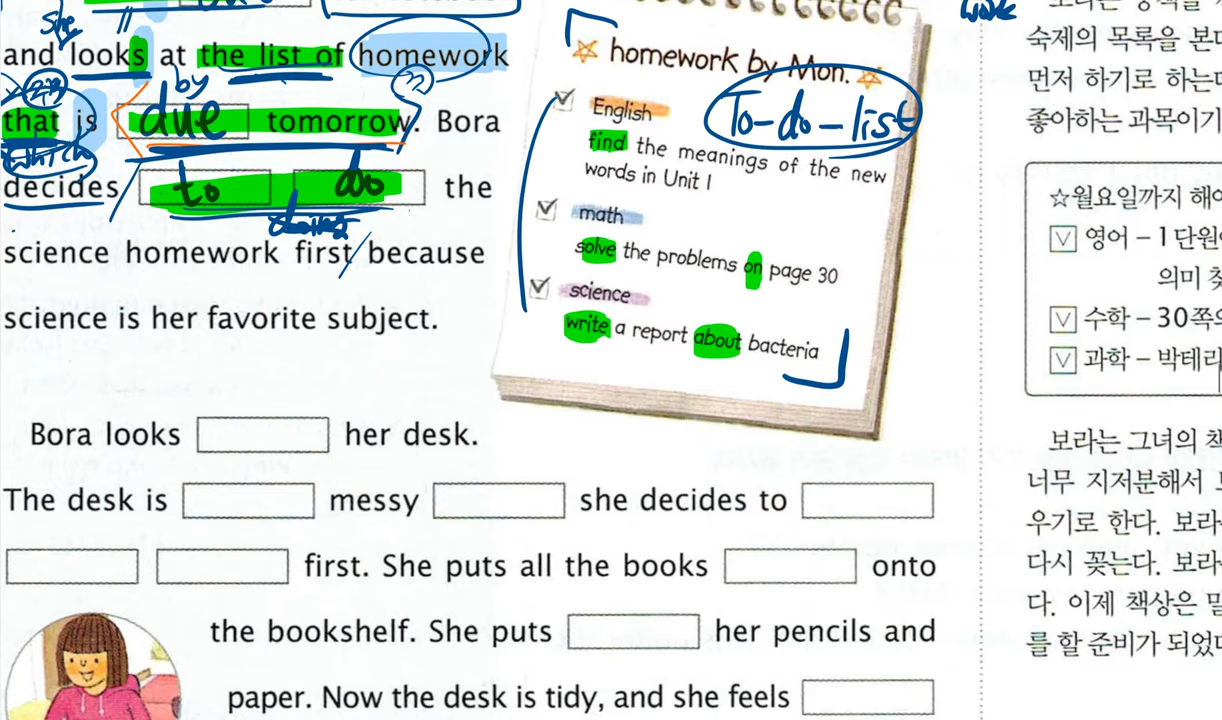 she
and looks at the list of homework
by
that is due tomorrow. Bora
which
decides to do the
science homework first because
science is her favorite subject.
homework by Mon.
To-do-list
English
find the meanings of the new
words in Unit 1
math
solve the problems on page 30
science
write a report about bacteria
Bora looks her desk.
The desk is messy she decides to
first. She puts all the books onto
the bookshelf. She puts her pencils and
paper. Now the desk is tidy, and she feels
숙제의 목록을 본다
먼저 하기로 하는데
좋아하는 과목이기
☆월요일까지 해야
영어 – 1단원
의미 찾
수학 – 30쪽의
과학 – 박테리
보라는 그녀의 책
너무 지저분해서
우기로 한다. 보라
다시 꽂는다. 보라
다. 이제 책상은 말
를 할 준비가 되었